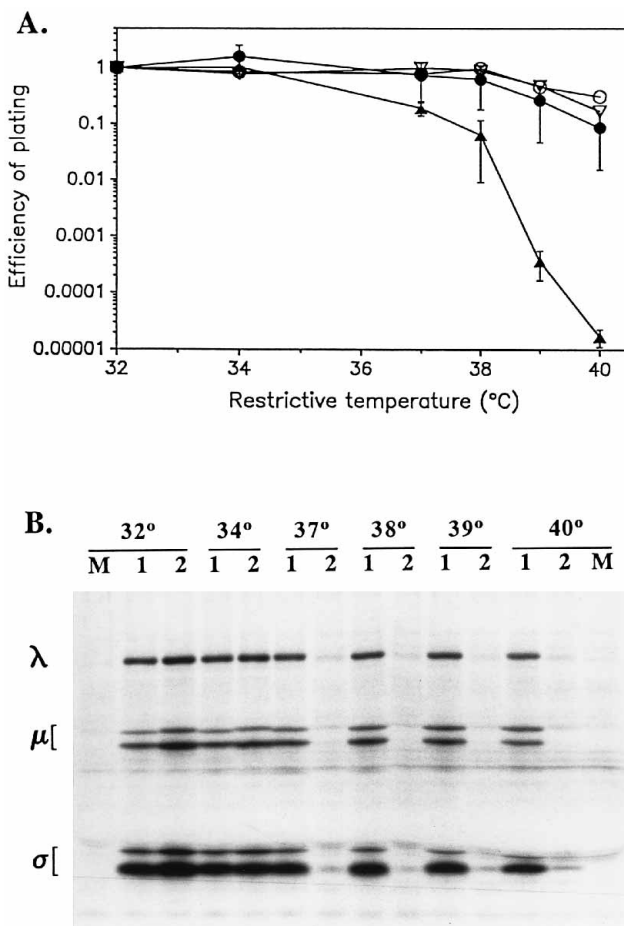 A.
Efficiency of plating
1
0.1
0.01
0.001
0.0001
0.00001
32 34 36 38 40
Restrictive temperature (°C)
B.
32° 34° 37° 38° 39° 40°
M 1 2 1 2 1 2 1 2 1 2 1 2 M
λ
μ[
σ[